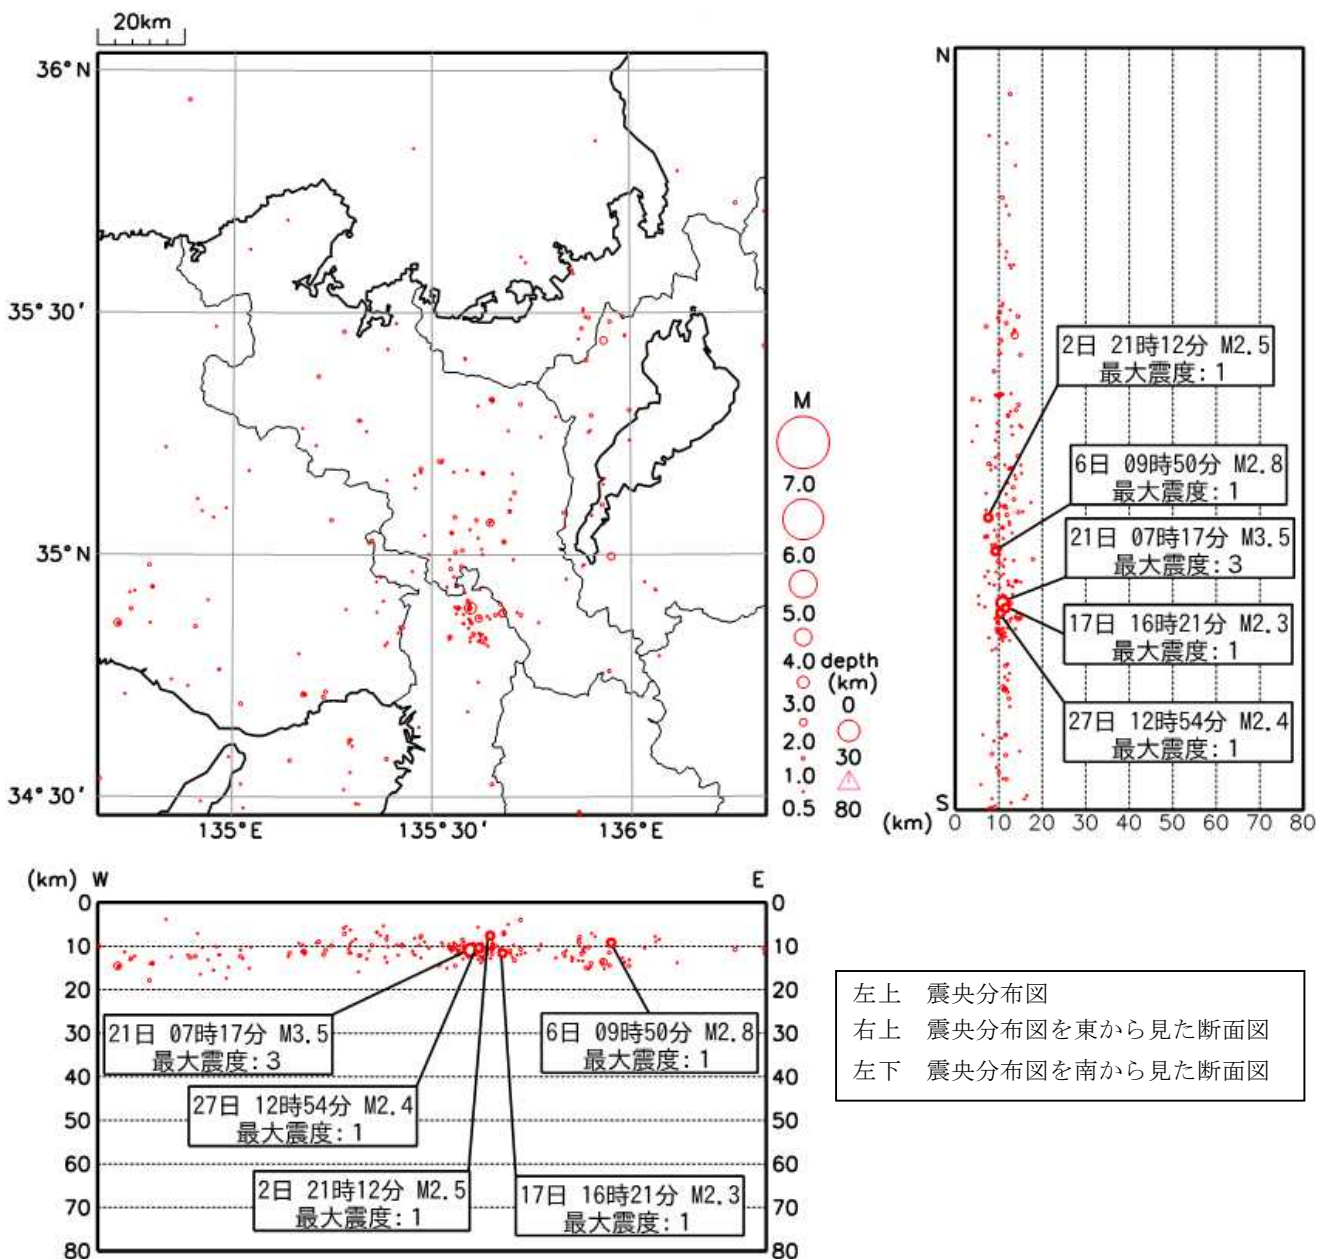 20km
36°N
35°30′
35°N
34°30′
135°E
135°30′
136°E
M
7.0
6.0
5.0
4.0
3.0
2.0
1.0
0.5
depth
(km)
0
30
80
N
S
2日 21時12分 M2.5
最大震度:1
6日 09時50分 M2.8
最大震度:1
21日 07時17分 M3.5
最大震度:3
17日 16時21分 M2.3
最大震度:1
27日 12時54分 M2.4
最大震度:1
(km) 0 10 20 30 40 50 60 70 80
(km) W
E
0
10
20
30
40
50
60
70
80
0
10
20
30
40
50
60
70
80
21日 07時17分 M3.5
最大震度:3
6日 09時50分 M2.8
最大震度:1
27日 12時54分 M2.4
最大震度:1
2日 21時12分 M2.5
最大震度:1
17日 16時21分 M2.3
最大震度:1
左上 震央分布図
右上 震央分布図を東から見た断面図
左下 震央分布図を南から見た断面図